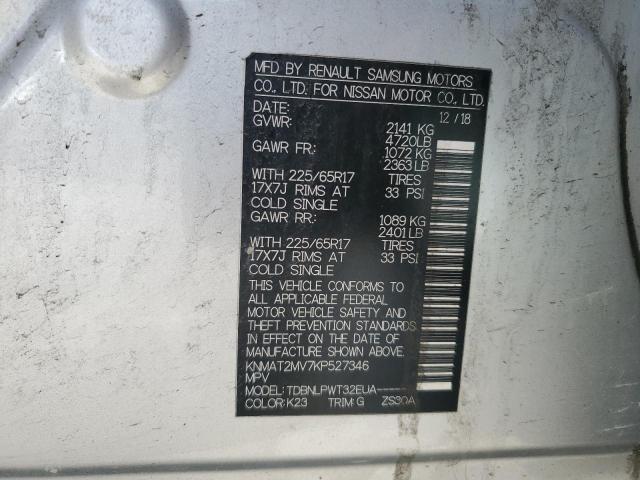 MFD BY RENAULT SAMSUNG MOTORS
CO., LTD. FOR NISSAN MOTOR CO., LTD.
DATE: 12 / 18
GVWR: 2141 KG
4720LB
GAWR FR: 1072 KG
2363 LB
WITH 225/65R17 TIRES
17X7J RIMS AT 33 PSI
COLD SINGLE
GAWR RR: 1089 KG
2401 LB
WITH 225/65R17 TIRES
17X7J RIMS AT 33 PSI
COLD SINGLE
THIS VEHICLE CONFORMS TO
ALL APPLICABLE FEDERAL
MOTOR VEHICLE SAFETY AND
THEFT PREVENTION STANDARDS
IN EFFECT ON THE DATE OF
MANUFACTURE SHOWN ABOVE.
KNMAT2MV7KP527346
MPV
MODEL: TDBNLPWT32EUA------
COLOR: K23 TRIM: G ZS30A